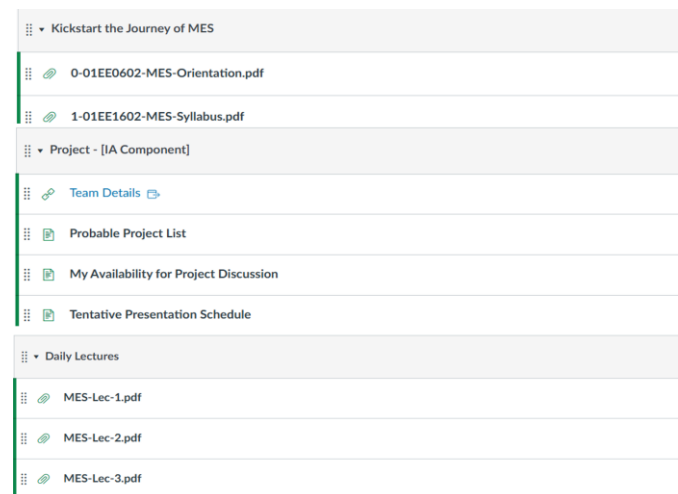 Kickstart the Journey of MES
0-01EE0602-MES-Orientation.pdf
1-01EE1602-MES-Syllabus.pdf
Project - [IA Component]
Team Details
Probable Project List
My Availability for Project Discussion
Tentative Presentation Schedule
Daily Lectures
MES-Lec-1.pdf
MES-Lec-2.pdf
MES-Lec-3.pdf